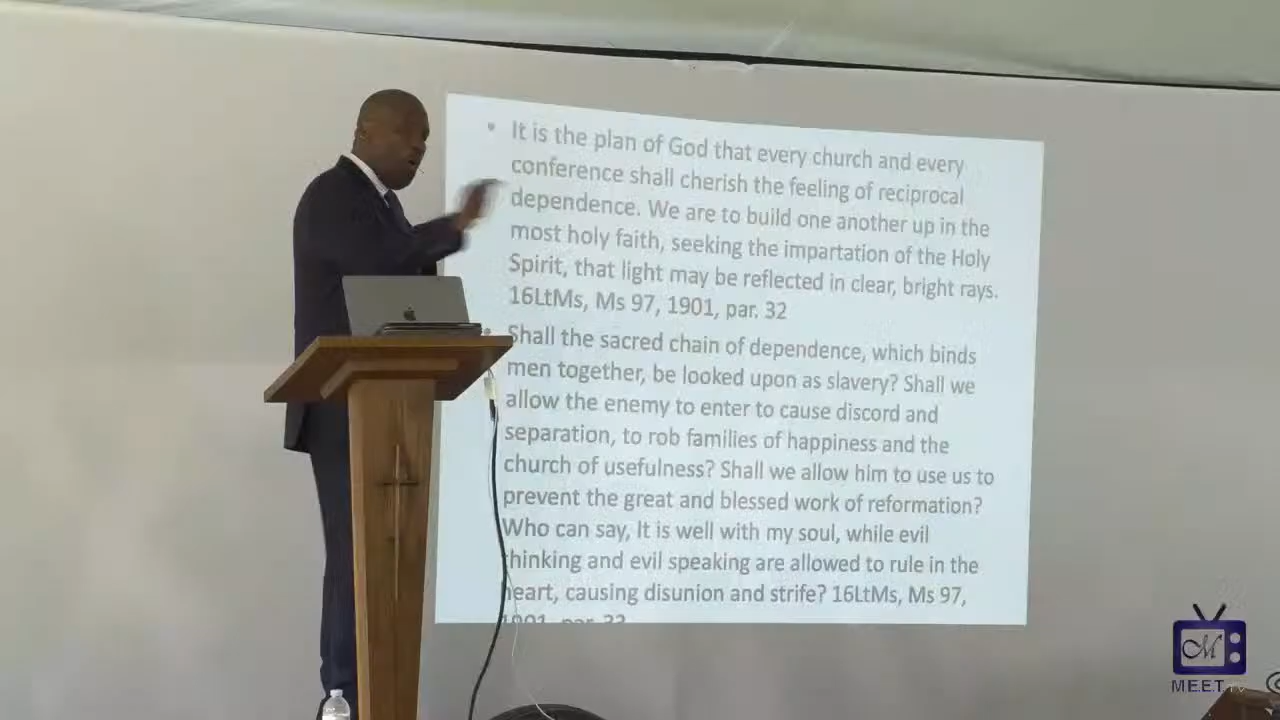 • It is the plan of God that every church and every
conference shall cherish the feeling of reciprocal
dependence. We are to build one another up in the
most holy faith, seeking the impartation of the Holy
Spirit, that light may be reflected in clear, bright rays.
16LtMs, Ms 97, 1901, par. 32
• Shall the sacred chain of dependence, which binds
men together, be looked upon as slavery? Shall we
allow the enemy to enter to cause discord and
separation, to rob families of happiness and the
church of usefulness? Shall we allow him to use us to
prevent the great and blessed work of reformation?
Who can say, It is well with my soul, while evil
thinking and evil speaking are allowed to rule in the
heart, causing disunion and strife? 16LtMs, Ms 97,
1901, par. 33
M
MEET TV